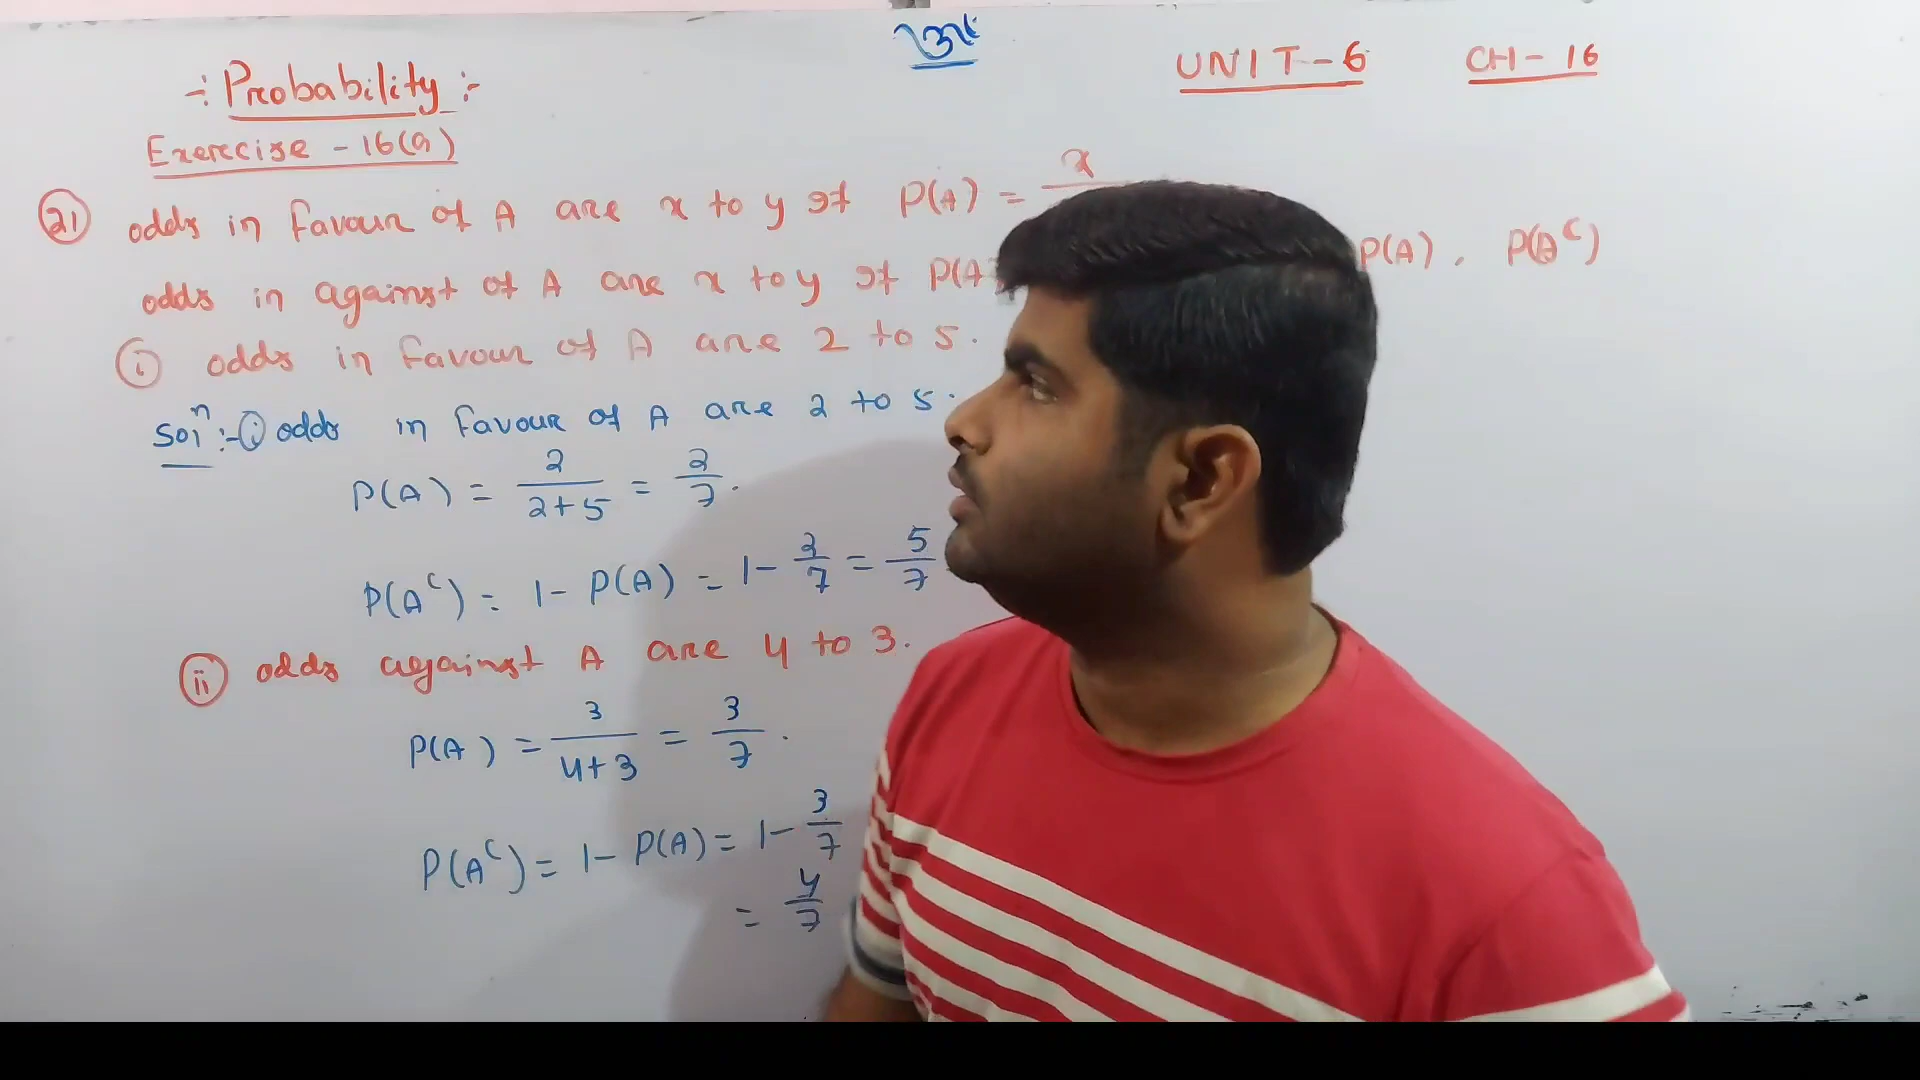 UNIT-6 CH-16
-: Probability :-
Exercise - 16(a)
21 odds in favour of A are x to y if P(A) = x P(A), P(A^c)
odds in against of A are x to y if P(A
i odds in favour of A are 2 to 5.
Sol^n :- i odds in favour of A are 2 to 5.
P(A) = 2/(2+5) = 2/7.
P(A^c) = 1 - P(A) = 1 - 2/7 = 5/7
ii odds against A are 4 to 3.
P(A) = 3/(4+3) = 3/7.
P(A^c) = 1 - P(A) = 1 - 3/7
= 4/7